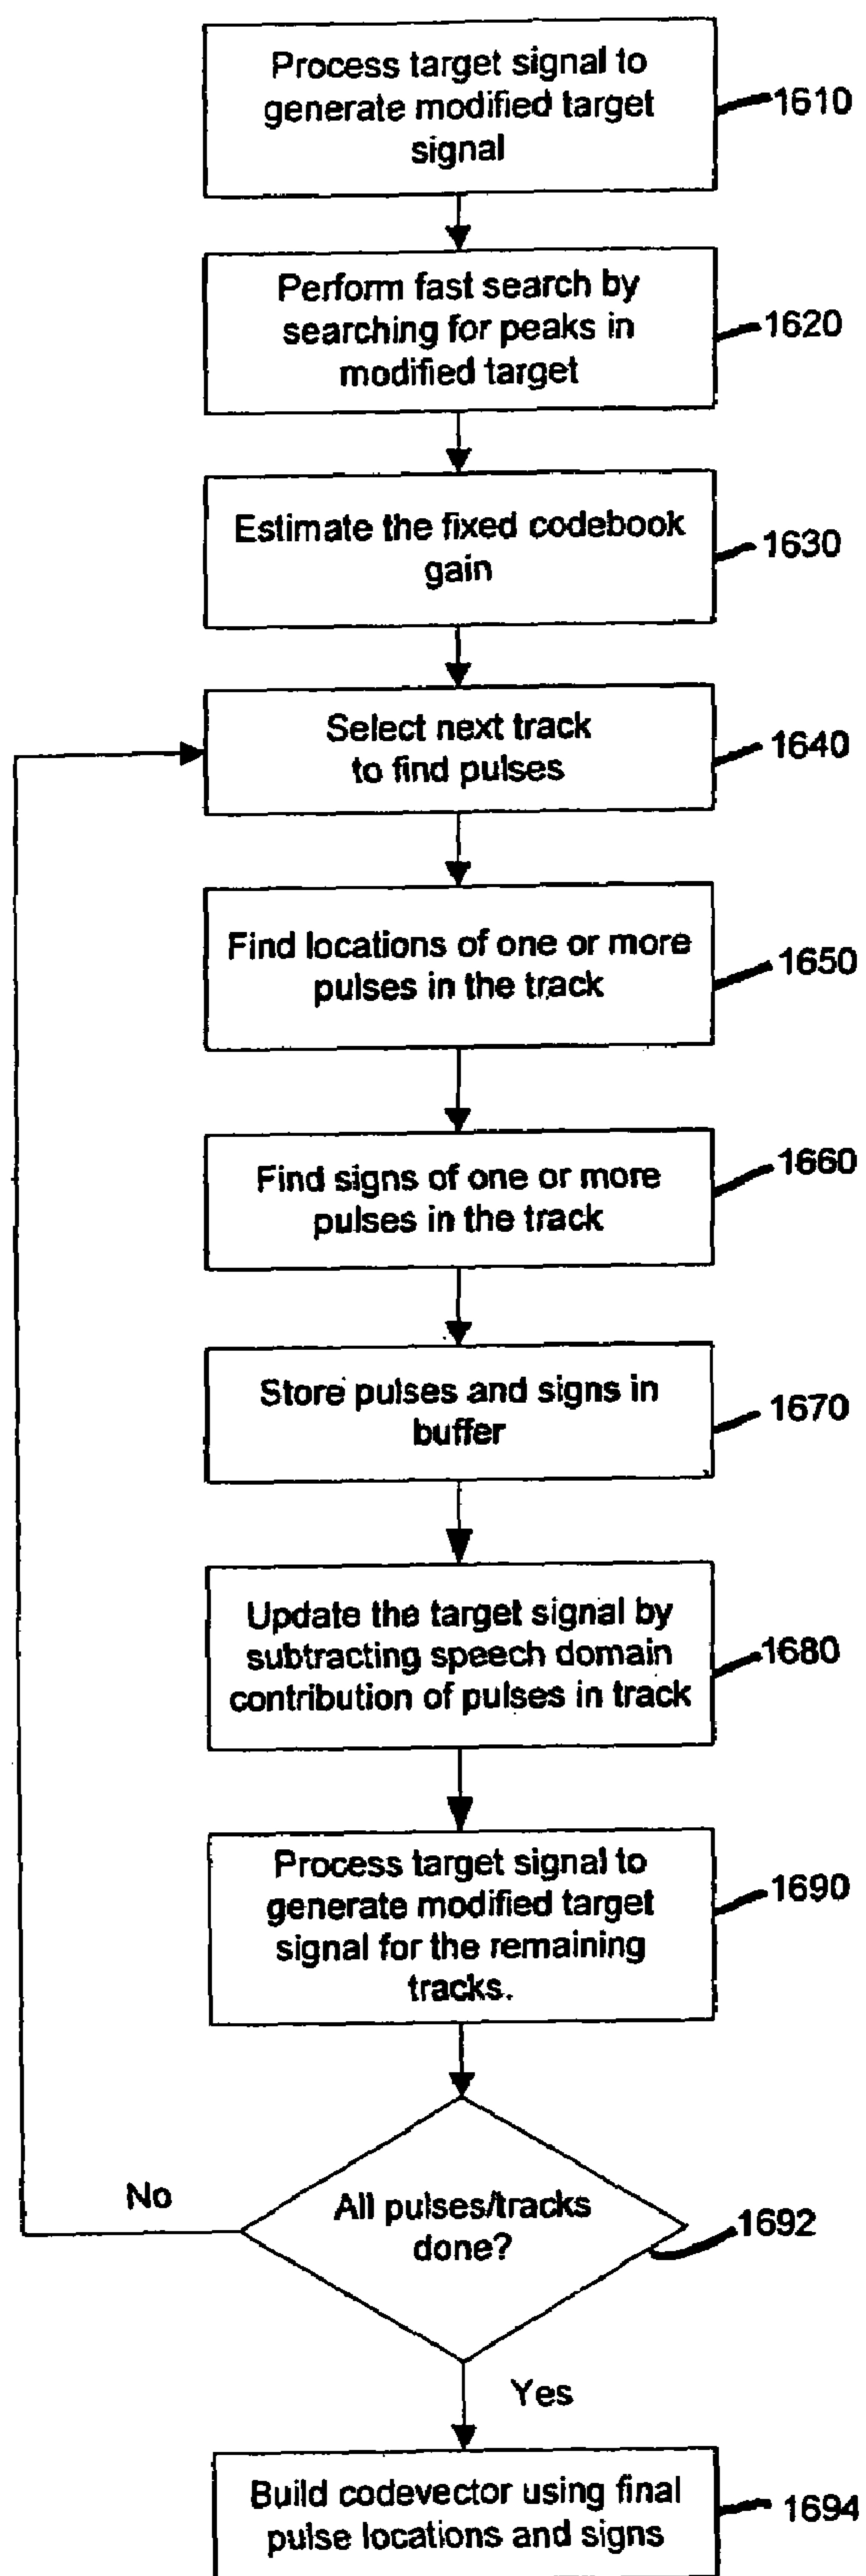 Process target signal to
generate modified target
signal
1610
Perform fast search by
searching for peaks in
modified target
1620
Estimate the fixed codebook
gain
1630
Select next track
to find pulses
1640
Find locations of one or more
pulses in the track
1650
Find signs of one or more
pulses in the track
1660
Store pulses and signs in
buffer
1670
Update the target signal by
subtracting speech domain
contribution of pulses in track
1680
Process target signal to
generate modified target
signal for the remaining
tracks.
1690
No
All pulses/tracks
done?
1692
Yes
Build codevector using final
pulse locations and signs
1694